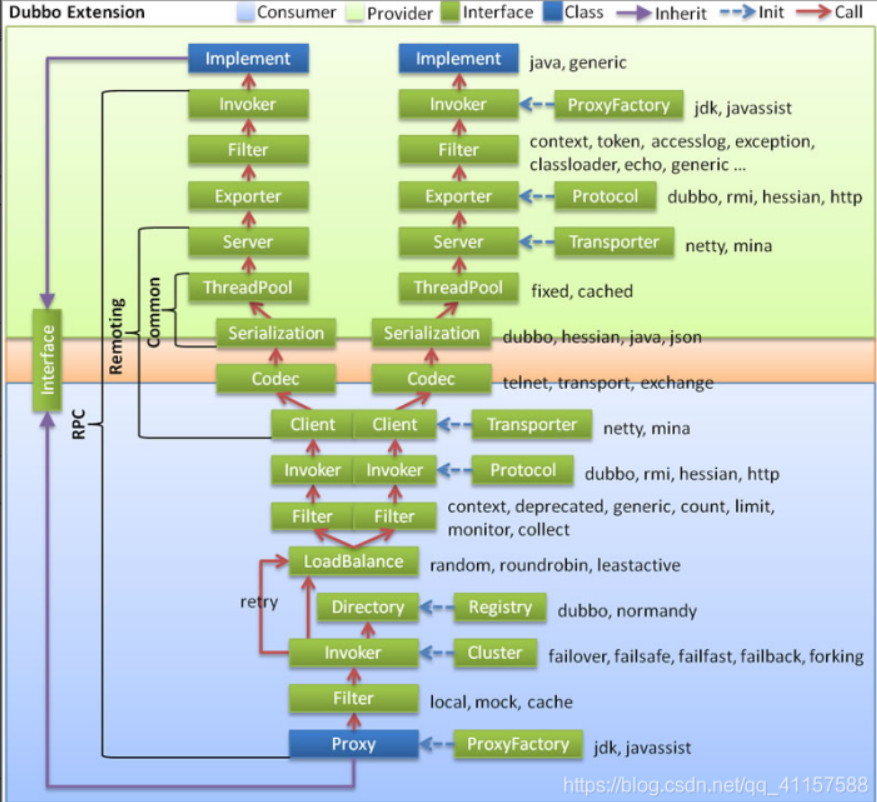 Dubbo Extension
Consumer Provider Interface Class Inherit Init Call
Implement Implement java, generic
Invoker Invoker ProxyFactory jdk, javassist
Filter Filter context, token, accesslog, exception,
classloader, echo, generic ...
Exporter Exporter Protocol dubbo, rmi, hessian, http
Server Server Transporter netty, mina
ThreadPool ThreadPool fixed, cached
Common
Remoting
Serialization Serialization dubbo, hessian, java, json
Interface
Codec Codec telnet, transport, exchange
RPC
Client Client Transporter netty, mina
Invoker Invoker Protocol dubbo, rmi, hessian, http
Filter Filter context, deprecated, generic, count, limit,
monitor, collect
LoadBalance random, roundrobin, leastactive
retry
Directory Registry dubbo, normandy
Invoker Cluster failover, failsafe, failfast, failback, forking
Filter local, mock, cache
Proxy ProxyFactory jdk, javassist
https://blog.csdn.net/qq_41157588